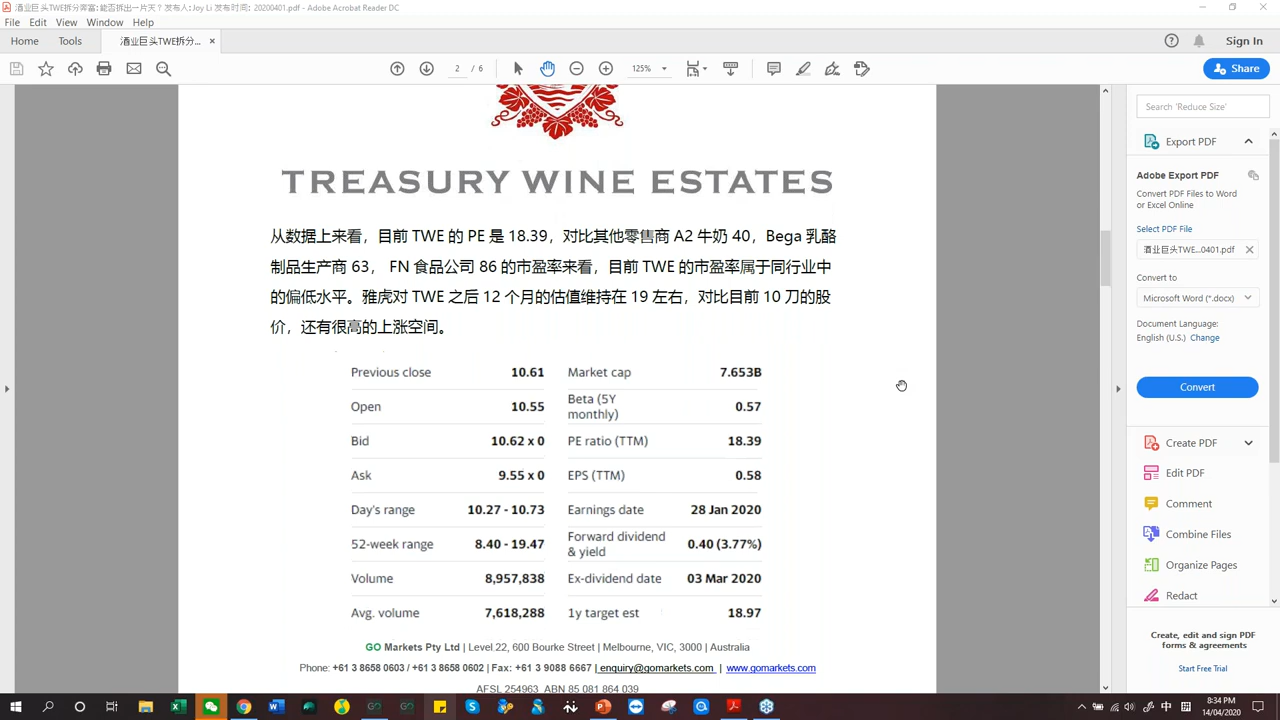 酒业巨头TWE拆分奔富:能否拆出一片天? 发布人:Joy Li 发布时间: 20200401.pdf - Adobe Acrobat Reader DC
File Edit View Window Help
Home Tools 酒业巨头TWE拆分... × Sign In
2 / 6 125% Share
TREASURY WINE ESTATES
从数据上来看，目前 TWE 的 PE 是 18.39，对比其他零售商 A2 牛奶 40，Bega 乳酪
制品生产商 63， FN 食品公司 86 的市盈率来看，目前 TWE 的市盈率属于同行业中
的偏低水平。雅虎对 TWE 之后 12 个月的估值维持在 19 左右，对比目前 10 刀的股
价，还有很高的上涨空间。
Previous close 10.61 Market cap 7.653B
Open 10.55 Beta (5Y monthly) 0.57
Bid 10.62 x 0 PE ratio (TTM) 18.39
Ask 9.55 x 0 EPS (TTM) 0.58
Day's range 10.27 - 10.73 Earnings date 28 Jan 2020
52-week range 8.40 - 19.47 Forward dividend & yield 0.40 (3.77%)
Volume 8,957,838 Ex-dividend date 03 Mar 2020
Avg. volume 7,618,288 1y target est 18.97
GO Markets Pty Ltd | Level 22, 600 Bourke Street | Melbourne, VIC, 3000 | Australia
Phone: +61 3 8658 0603 / +61 3 8658 0602 | Fax: +61 3 9088 6667 | enquiry@gomarkets.com | www.gomarkets.com
AFSL 254963 ABN 85 081 864 039
Search 'Reduce Size'
Export PDF
Adobe Export PDF
Convert PDF Files to Word
or Excel Online
Select PDF File
酒业巨头TWE...0401.pdf
Convert to
Microsoft Word (*.docx)
Document Language:
English (U.S.) Change
Convert
Create PDF
Edit PDF
Comment
Combine Files
Organize Pages
Redact
Create, edit and sign PDF
forms & agreements
Start Free Trial
8:34 PM
14/04/2020